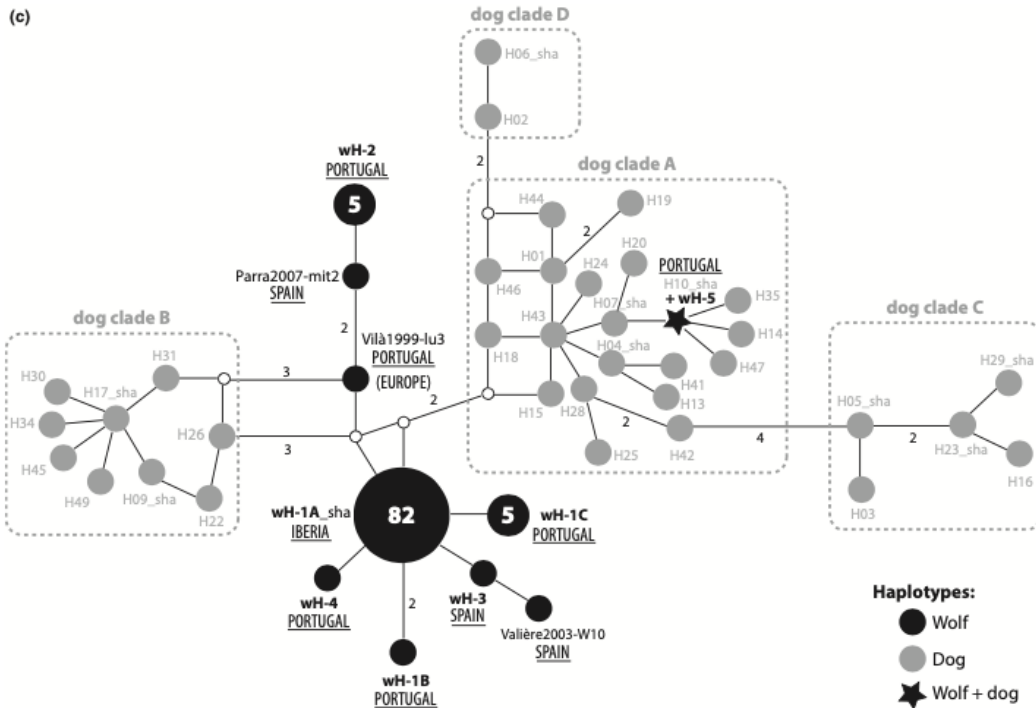 (c)
dog clade D
H06_sha
H02
2
wH-2
PORTUGAL
5
dog clade A
H44
H19
2
H01
H20
H24
PORTUGAL
H10_sha
+ wH-5
H35
H46
H07_sha
H43
H14
H18
H04_sha
H47
H41
H13
H15
H28
2
H42
H25
Parra2007-mit2
SPAIN
2
Vilà1999-lu3
PORTUGAL
(EUROPE)
dog clade B
H31
H30
H17_sha
H34
H26
H45
H49
H09_sha
H22
3
3
2
dog clade C
H29_sha
H05_sha
4
2
H23_sha
H16
H03
82
wH-1A_sha
IBERIA
5
wH-1C
PORTUGAL
wH-4
PORTUGAL
2
wH-3
SPAIN
Valière2003-W10
SPAIN
wH-1B
PORTUGAL
Haplotypes:
Wolf
Dog
Wolf + dog